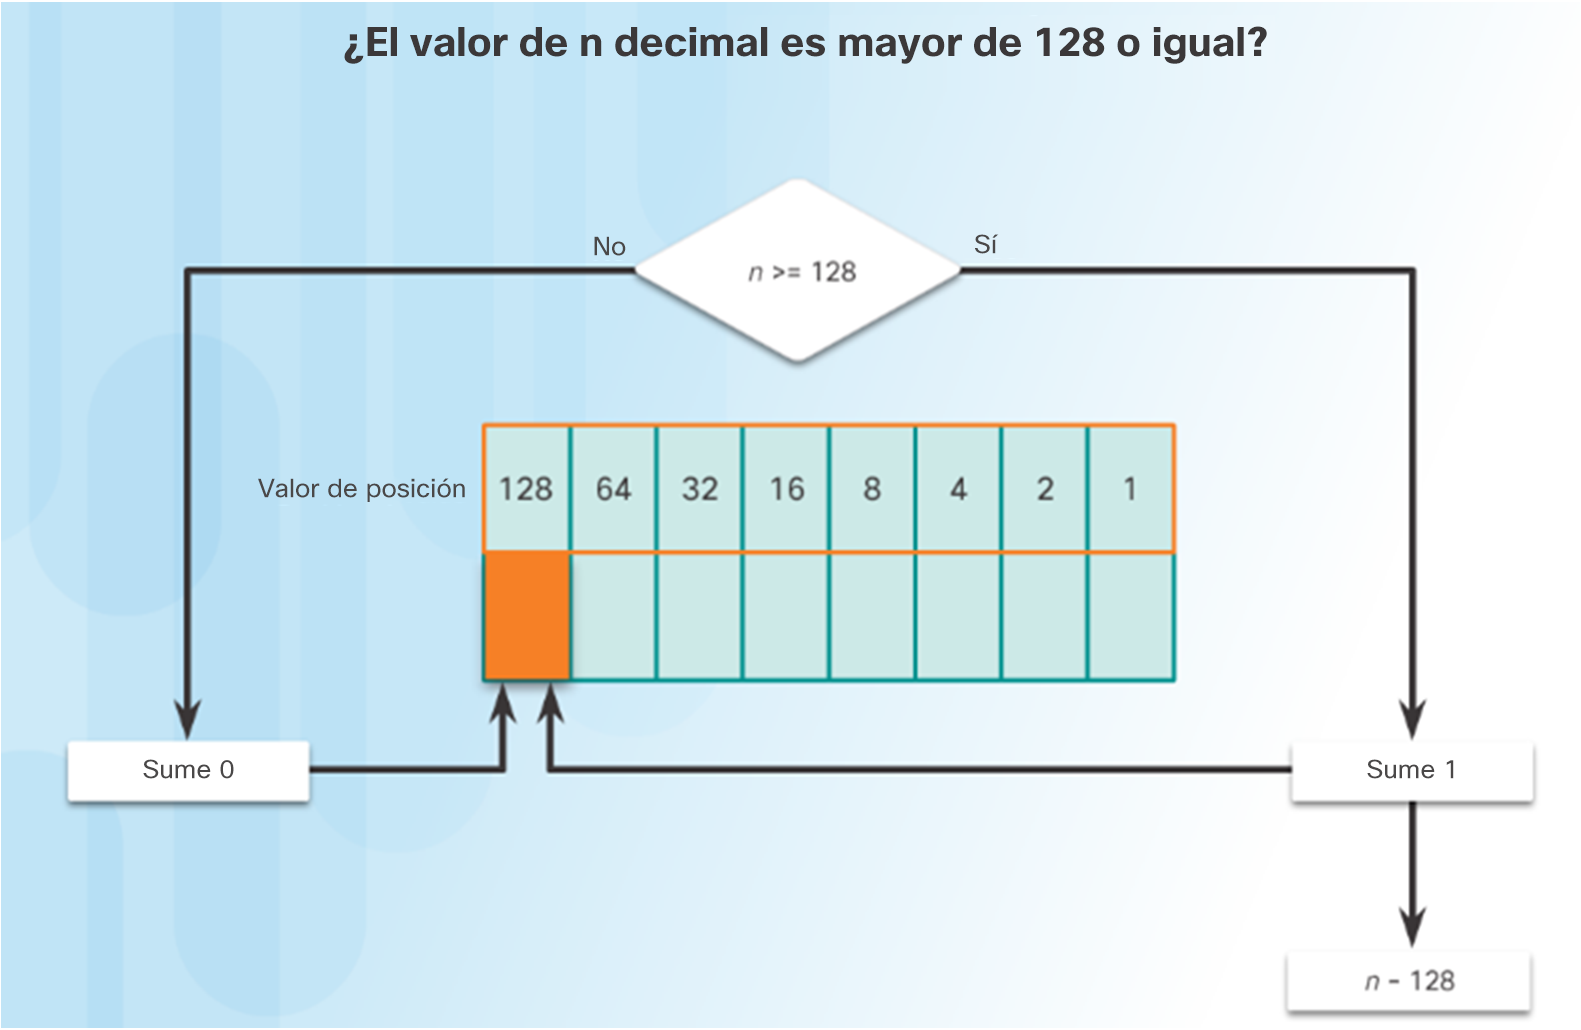 ¿El valor de n decimal es mayor de 128 o igual?
No
Sí
n >= 128
Valor de posición
128 64 32 16 8 4 2 1
Sume 0
Sume 1
n - 128